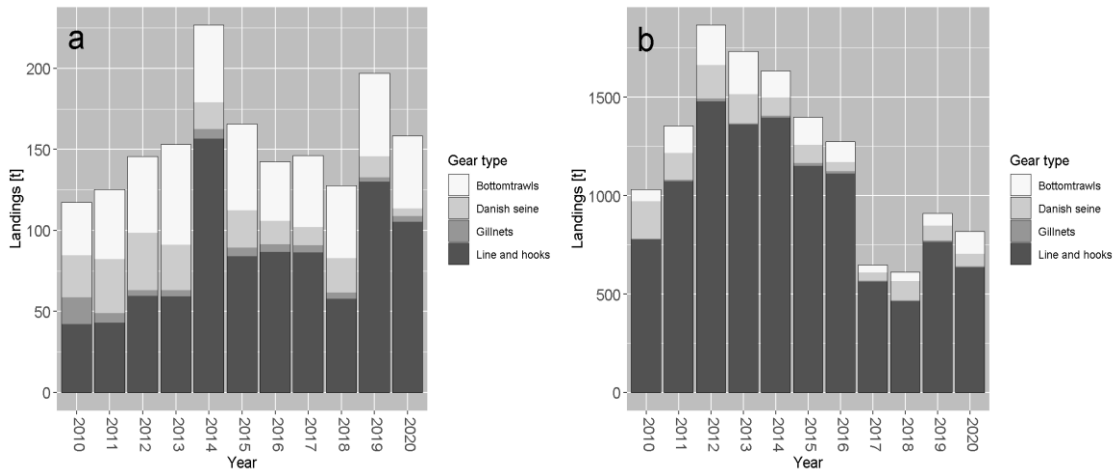 a
Landings [t]
200
150
100
50
0
2010
2011
2012
2013
2014
2015
2016
2017
2018
2019
2020
Year
Gear type
Bottomtrawls
Danish seine
Gillnets
Line and hooks
b
Landings [t]
1500
1000
500
0
2010
2011
2012
2013
2014
2015
2016
2017
2018
2019
2020
Year
Gear type
Bottomtrawls
Danish seine
Gillnets
Line and hooks